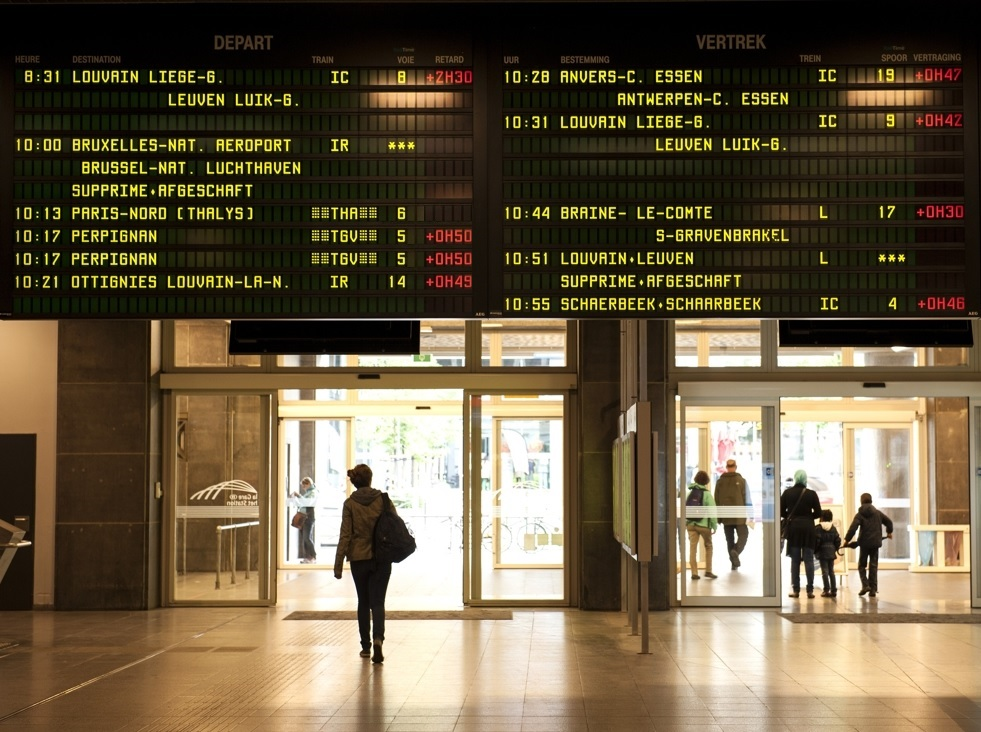 DEPART
HEURE DESTINATION TRAIN VOIE RETARD
8:31 LOUVAIN LIEGE-G. IC 8 +2H30
LEUVEN LUIK-G.
10:00 BRUXELLES-NAT. AEROPORT IR ***
BRUSSEL-NAT. LUCHTHAVEN
SUPPRIME♦AFGESCHAFT
10:13 PARIS-NORD (THALYS) THA 6
10:17 PERPIGNAN TGV 5 +0H50
10:17 PERPIGNAN TGV 5 +0H50
10:21 OTTIGNIES LOUVAIN-LA-N. IR 14 +0H49
VERTREK
UUR BESTEMMING TREIN SPOOR VERTRAGING
10:28 ANVERS-C. ESSEN IC 19 +0H47
ANTWERPEN-C. ESSEN
10:31 LOUVAIN LIEGE-G. IC 9 +0H42
LEUVEN LUIK-G.
10:44 BRAINE- LE-COMTE L 17 +0H30
S-GRAVENBRAKEL
10:51 LOUVAIN♦LEUVEN L ***
SUPPRIME♦AFGESCHAFT
10:55 SCHAERBEEK♦SCHAARBEEK IC 4 +0H46
la Gare
het Station